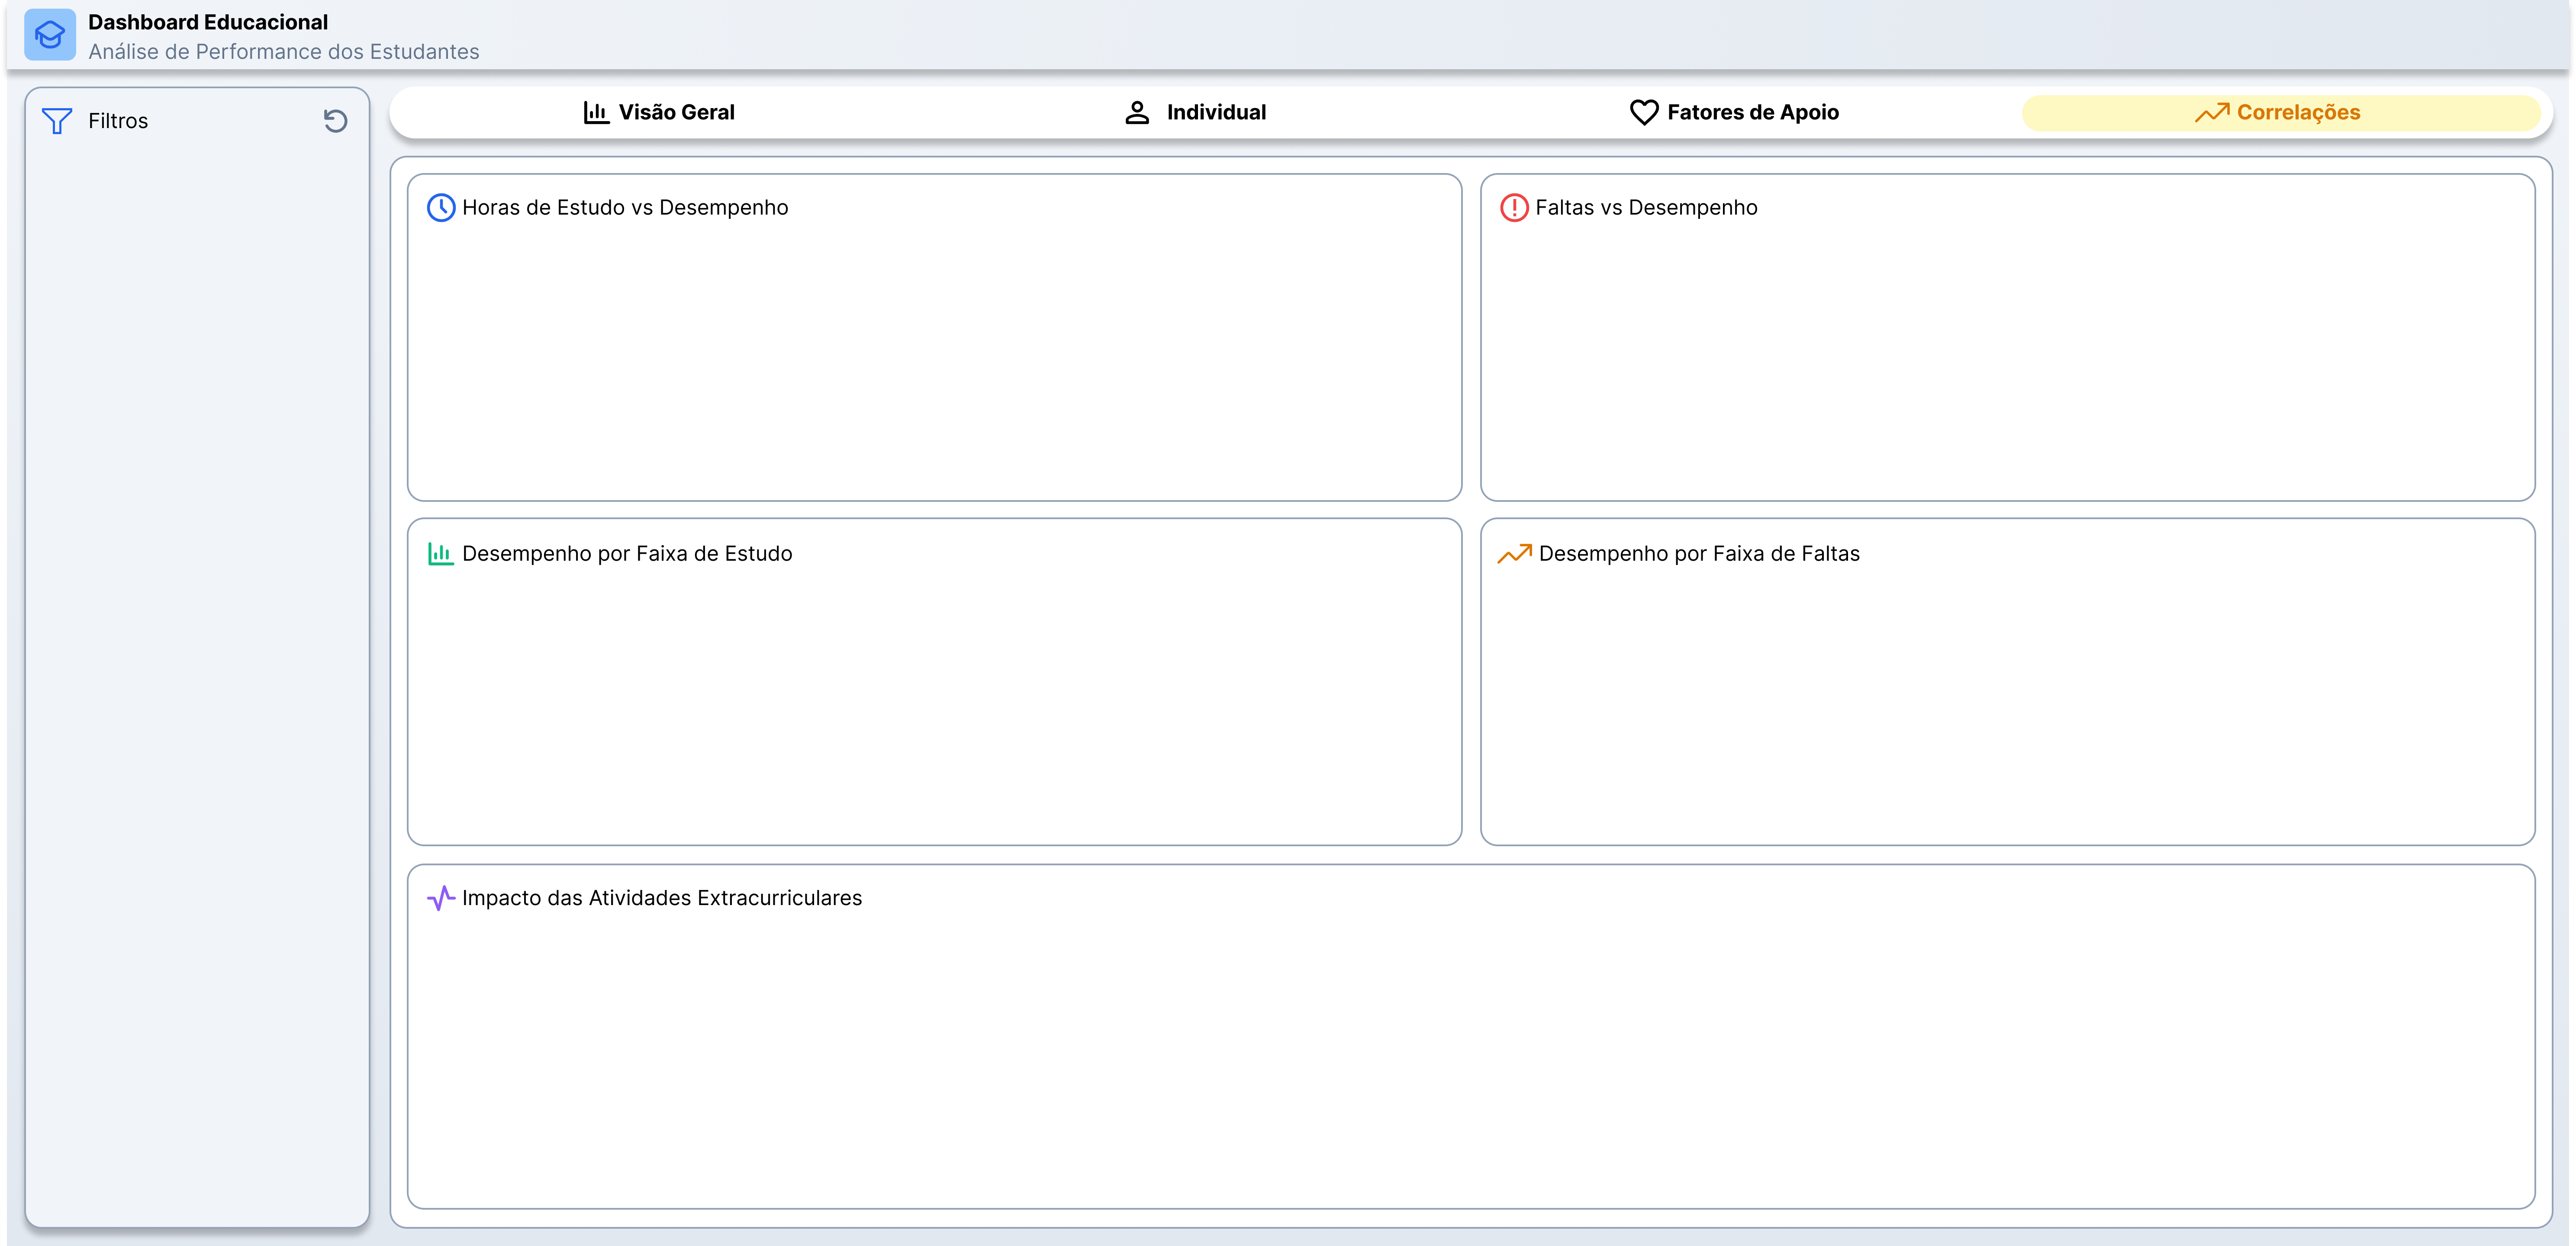 Dashboard Educacional
Análise de Performance dos Estudantes
Filtros
Visão Geral
Individual
Fatores de Apoio
Correlações
Horas de Estudo vs Desempenho
Faltas vs Desempenho
Desempenho por Faixa de Estudo
Desempenho por Faixa de Faltas
Impacto das Atividades Extracurriculares